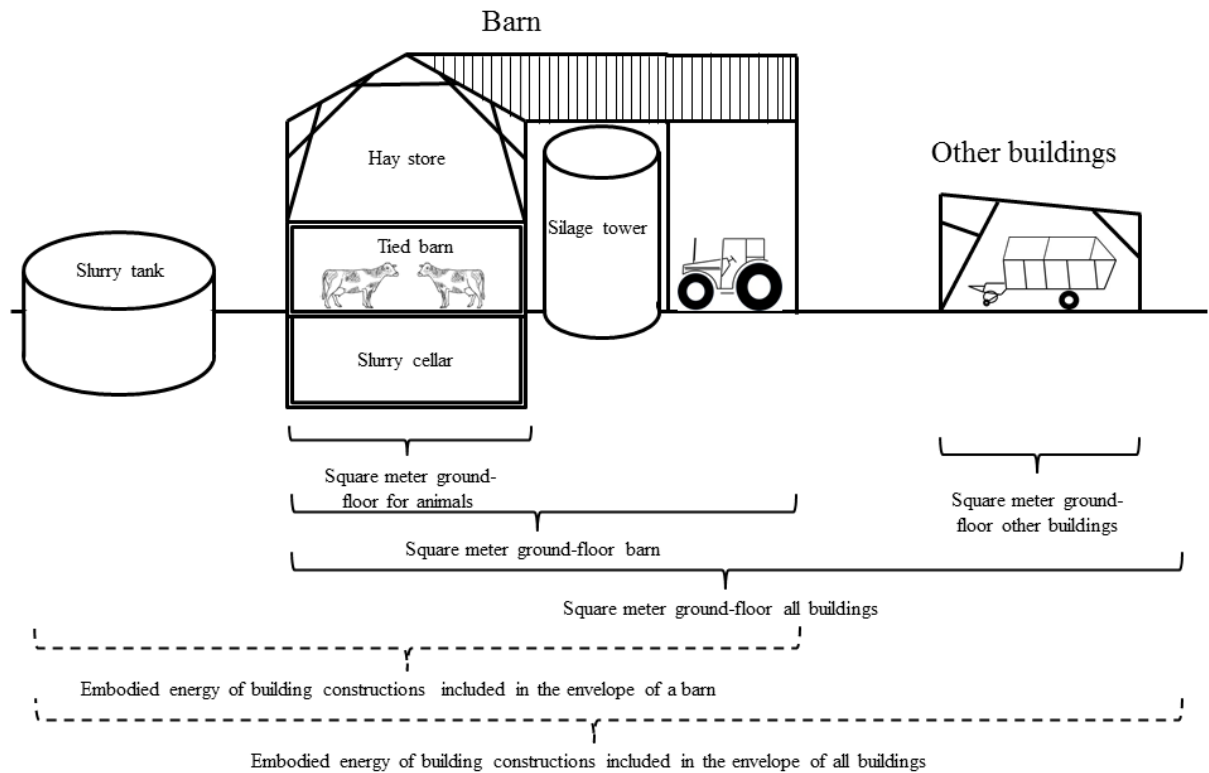 Barn
Other buildings
Hay store
Silage tower
Tied barn
Slurry tank
Slurry cellar
Square meter ground-
floor for animals
Square meter ground-
floor other buildings
Square meter ground-floor barn
Square meter ground-floor all buildings
Embodied energy of building constructions included in the envelope of a barn
Embodied energy of building constructions included in the envelope of all buildings